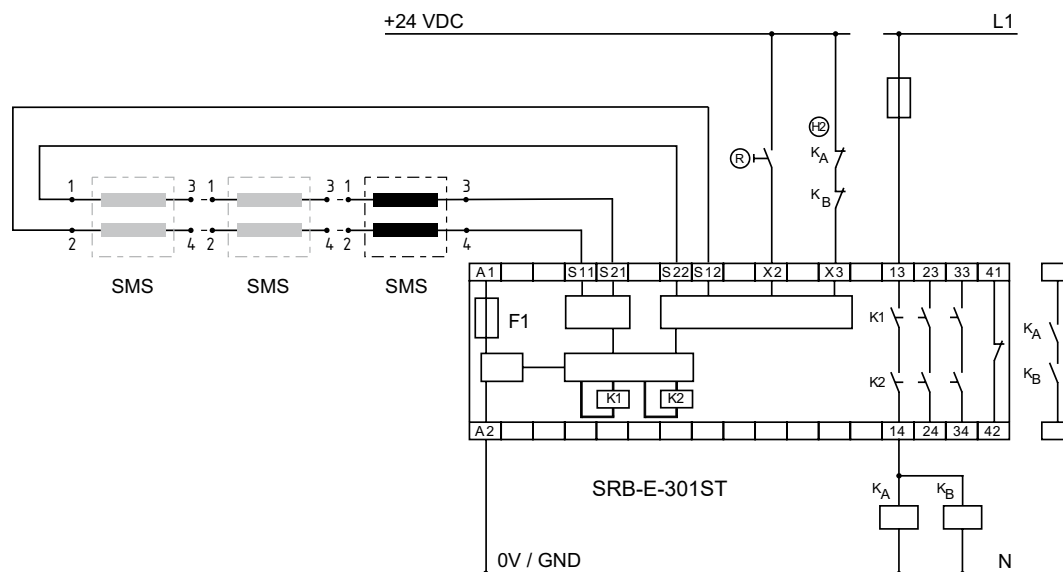 +24 VDC L1
H2
R KA
KB
1 3 1 3 1 3
2 4 2 4 2 4
SMS SMS SMS
A1 S11 S21 S22 S12 X2 X3 13 23 33 41
F1 K1 KA
K2 KB
K1 K2
A2 14 24 34 42
SRB-E-301ST
KA KB
0V / GND N